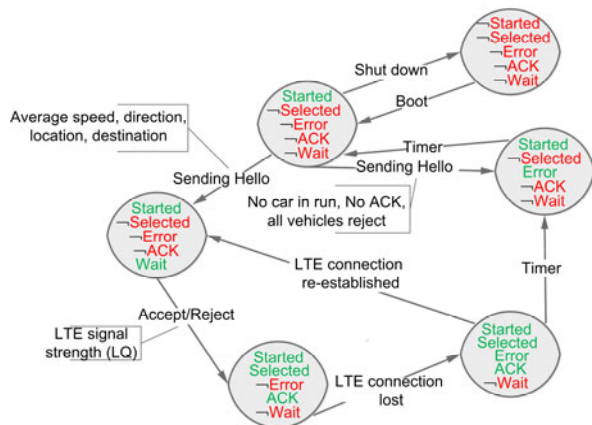 ¬Started
¬Selected
¬Error
¬ACK
¬Wait
Shut down
Boot
Started
¬Selected
¬Error
¬ACK
¬Wait
Average speed, direction,
location, destination
Timer
Sending Hello
Sending Hello
Started
¬Selected
Error
¬ACK
¬Wait
No car in run, No ACK,
all vehicles reject
Started
¬Selected
¬Error
¬ACK
Wait
LTE connection
re-established
Timer
Accept/Reject
LTE signal
strength (LQ)
Started
Selected
Error
ACK
¬Wait
Started
Selected
¬Error
ACK
¬Wait
LTE connection
lost